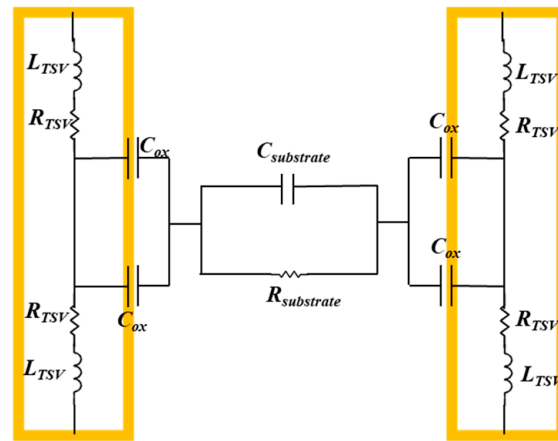 L_TSV
L_TSV
R_TSV
R_TSV
C_ox
C_ox
C_substrate
R_substrate
C_ox
C_ox
R_TSV
R_TSV
L_TSV
L_TSV